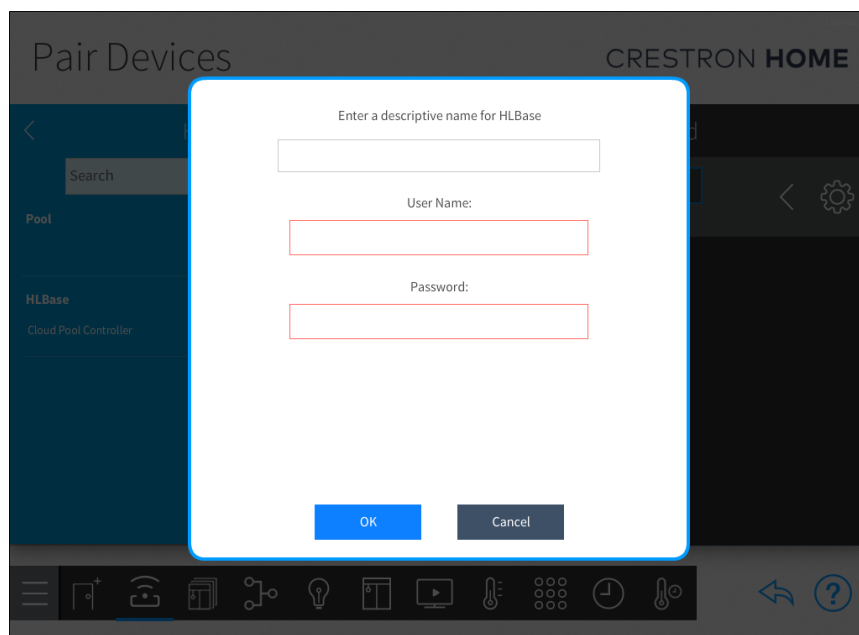 Pair Devices
CRESTRON HOME
Enter a descriptive name for HLBase
Search
User Name:
Pool
Password:
HLBase
Cloud Pool Controller
OK
Cancel
?